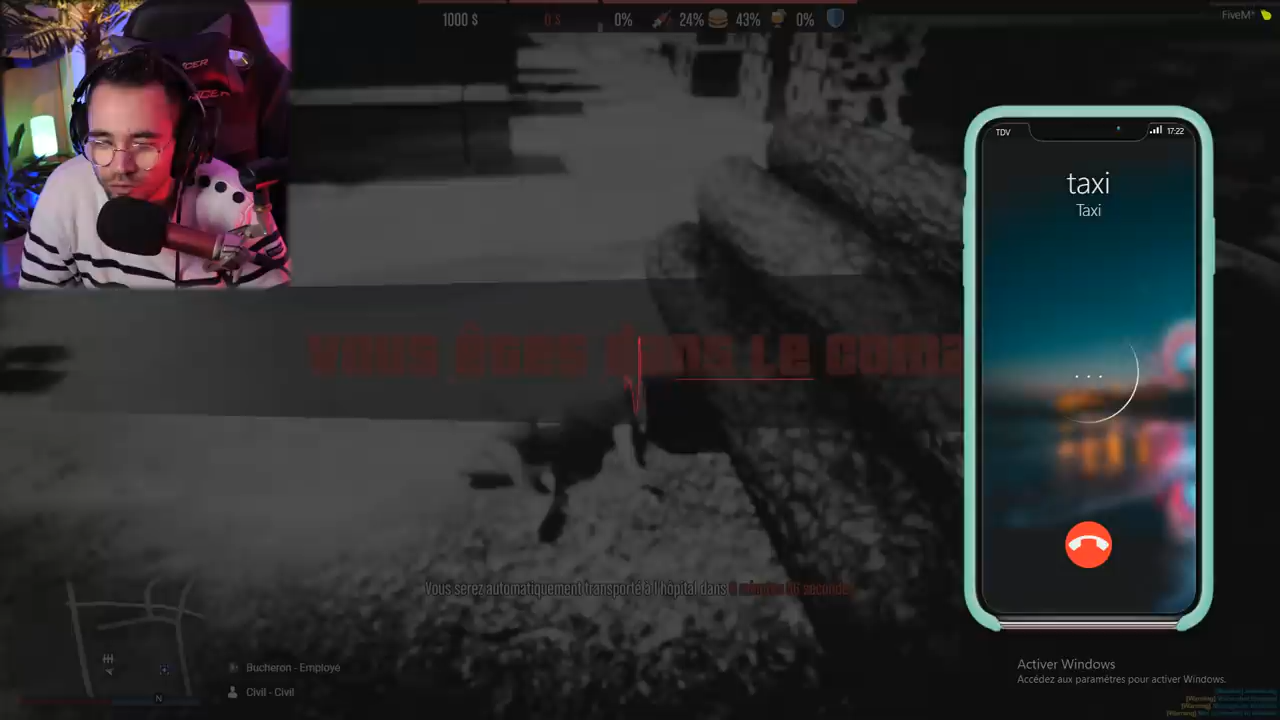 1000 $ 0 $ 0% 24% 43% 0%
FiveM®
TDV 17:22
taxi
Taxi
...
vous êtes dans le coma
Vous serez automatiquement transporté à l'hôpital dans
Bucheron - Employé
Civil - Civil
N
Activer Windows
Accédez aux paramètres pour activer Windows.